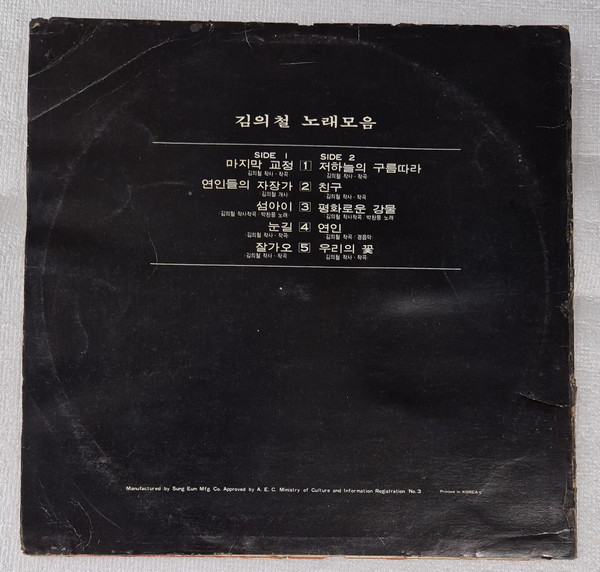 김의철 노래모음
SIDE 1 SIDE 2
마지막 교정 1 저하늘의 구름따라
김의철 작사·작곡 김의철 작사·작곡
연인들의 자장가 2 친구
김의철 개사 김의철 작사·작곡
섬아이 3 평화로운 강물
김의철 작사작곡·박찬응 노래 김의철 작사작곡·박찬응 노래
눈길 4 연인
김의철 작사·작곡 김의철 작곡·경음악
잘가오 5 우리의 꽃
김의철 작사·작곡 김의철 작사·작곡
Manufactured by Sung Eum Mfg. Co. Approved by A. E. C. Ministry of Culture and Information Registration No. 3 Printed in KOREA